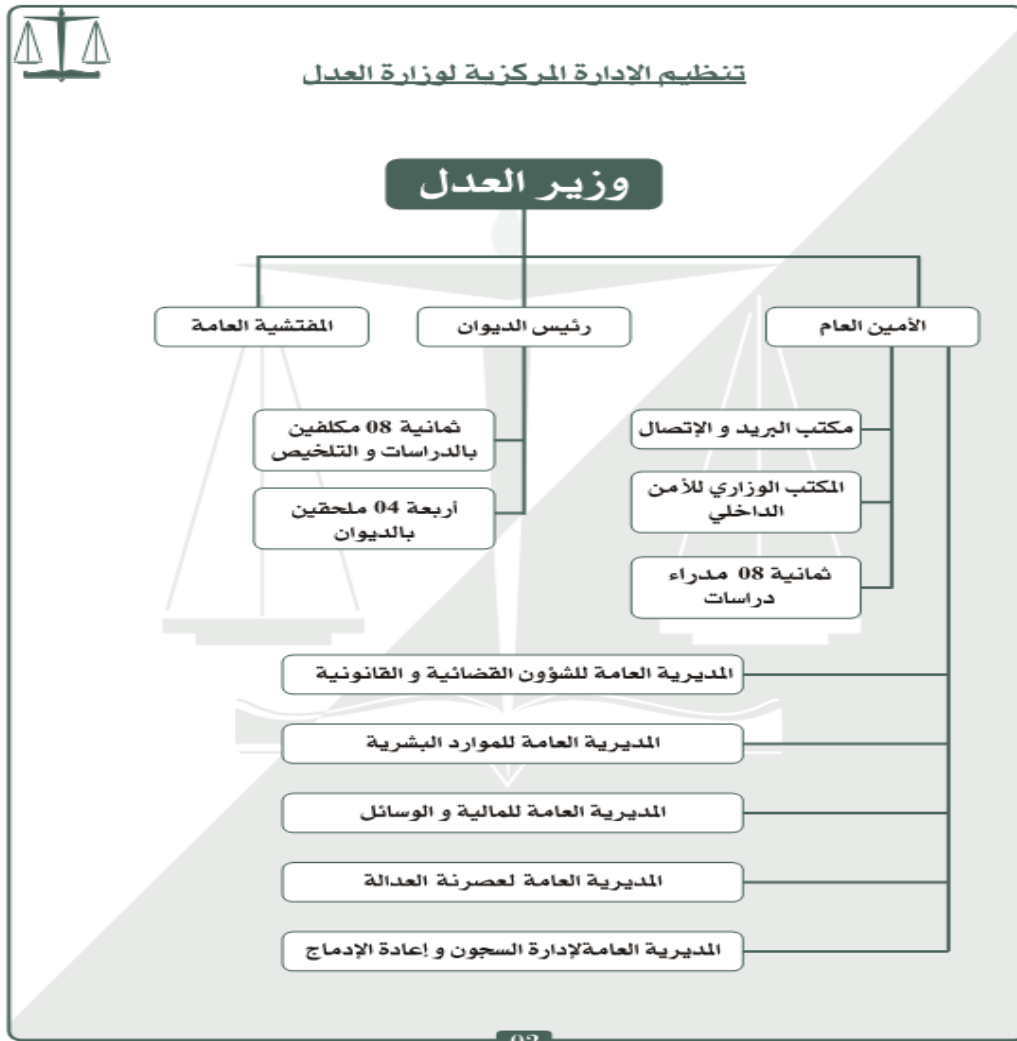 تنظيم الإدارة المركزية لوزارة العدل
وزير العدل
الأمين العام
رئيس الديوان
المفتشية العامة
مكتب البريد و الإتصال
المكتب الوزاري للأمن
الداخلي
ثمانية 08 مدراء
دراسات
ثمانية 08 مكلفين
بالدراسات و التلخيص
أربعة 04 ملحقين
بالديوان
المديرية العامة للشؤون القضائية و القانونية
المديرية العامة للموارد البشرية
المديرية العامة للمالية و الوسائل
المديرية العامة لعصرنة العدالة
المديرية العامةلإدارة السجون و إعادة الإدماج